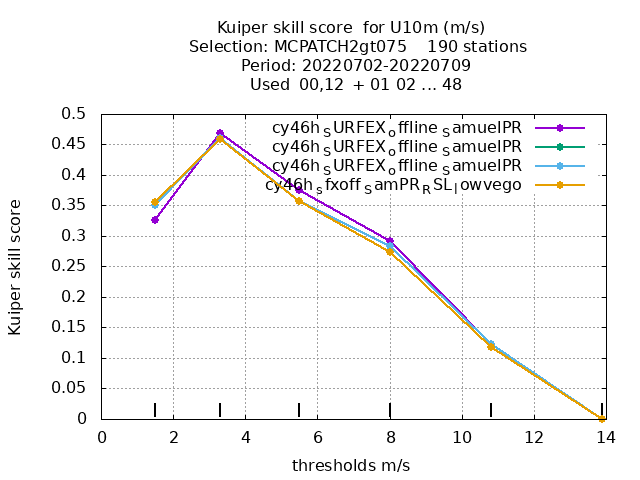 Kuiper skill score  for U10m (m/s)
Selection: MCPATCH2gt075    190 stations
Period: 20220702-20220709
Used  00,12  + 01 02 ... 48
cy46h_SURFEX_offline_SamuelPR
cy46h_SURFEX_offline_SamuelPR
cy46h_SURFEX_offline_SamuelPR
cy46h_sfxoff_SamPR_RSL_lowvego
Kuiper skill score
0.5
0.45
0.4
0.35
0.3
0.25
0.2
0.15
0.1
0.05
0
0 2 4 6 8 10 12 14
thresholds m/s